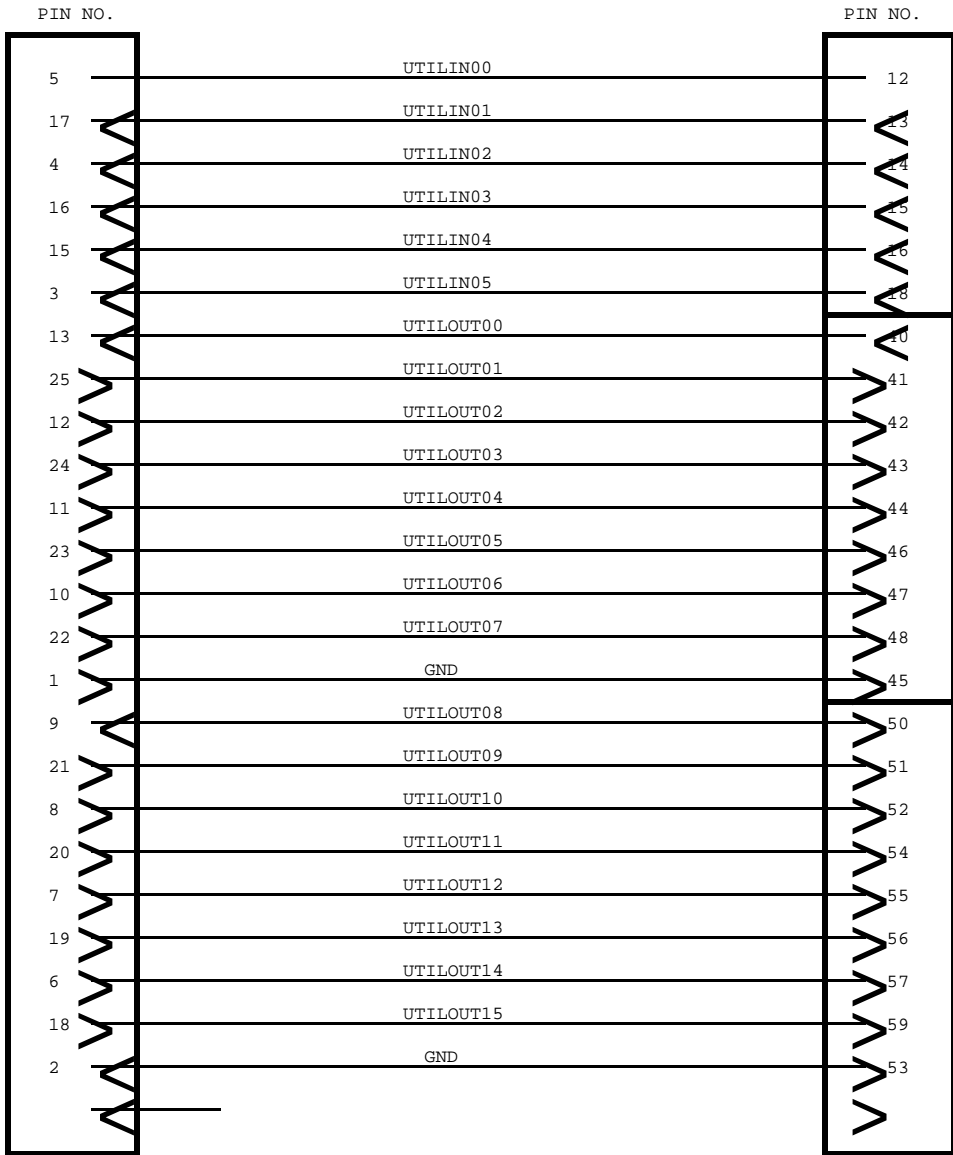 PIN NO. PIN NO.
5 UTILIN00 12
17 UTILIN01 13
4 UTILIN02 14
16 UTILIN03 15
15 UTILIN04 16
3 UTILIN05 18
13 UTILOUT00 40
25 UTILOUT01 41
12 UTILOUT02 42
24 UTILOUT03 43
11 UTILOUT04 44
23 UTILOUT05 46
10 UTILOUT06 47
22 UTILOUT07 48
1 GND 45
9 UTILOUT08 50
21 UTILOUT09 51
8 UTILOUT10 52
20 UTILOUT11 54
7 UTILOUT12 55
19 UTILOUT13 56
6 UTILOUT14 57
18 UTILOUT15 59
2 GND 53